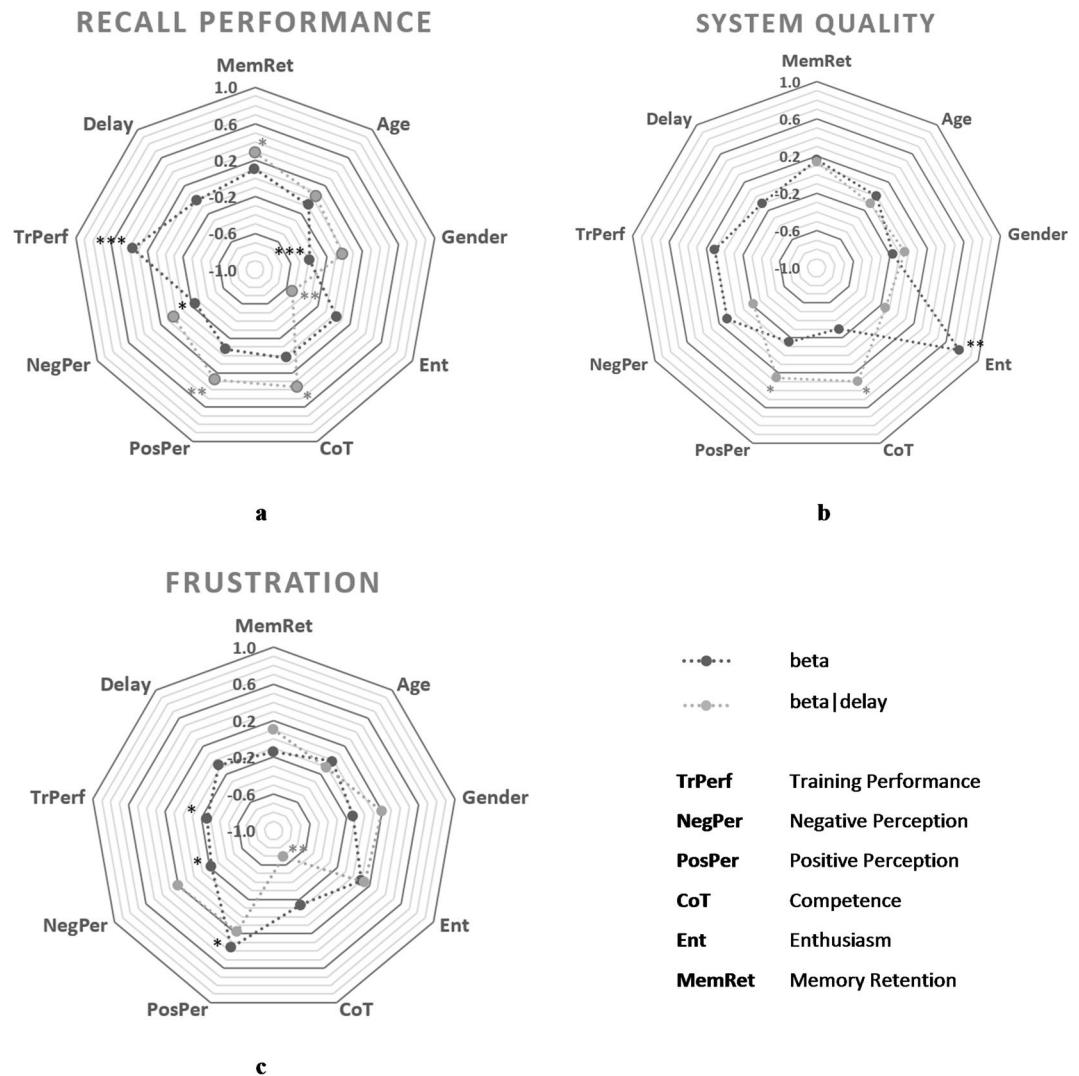 RECALL PERFORMANCE
MemRet
1.0
Delay
Age
0.6
0.2
-0.2
TrPerf
***
*
***
Gender
-0.6
-1.0
**
*
NegPer
Ent
**
*
PosPer
CoT
a
SYSTEM QUALITY
MemRet
1.0
Delay
Age
0.6
0.2
-0.2
TrPerf
Gender
-0.6
-1.0
**
NegPer
Ent
*
*
PosPer
CoT
b
FRUSTRATION
MemRet
1.0
Delay
Age
0.6
0.2
-0.2
TrPerf
Gender
*
-0.6
-1.0
**
*
NegPer
Ent
*
PosPer
CoT
c
beta
beta|delay
TrPerf Training Performance
NegPer Negative Perception
PosPer Positive Perception
CoT Competence
Ent Enthusiasm
MemRet Memory Retention